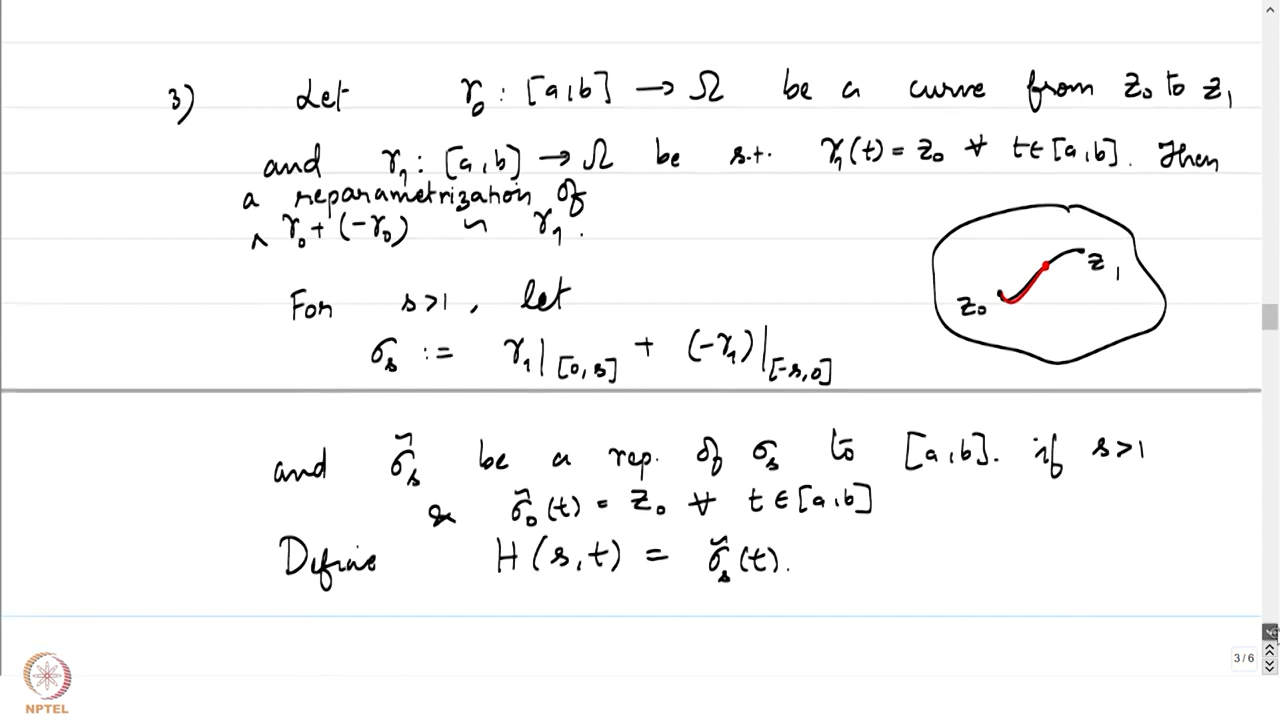 3) Let γ₀ : [a,b] → Ω be a curve from z₀ to z₁
and γ₁ : [a,b] → Ω be s.t. γ₁(t) = z₀ ∀ t∈[a,b]. Then
a reparametrization of
^ γ₀ + (-γ₀) ~ γ₁.
z₁
z₀
For s>1, let
σₛ := γ₁|[0,s] + (-γ₁)|[-s,0]
and σ̃ₛ be a rep. of σₛ to [a,b]. if s>1
& σ̃₀(t) = z₀ ∀ t∈[a,b]
Define H(s,t) = σ̃ₛ(t).
3 / 6
NPTEL